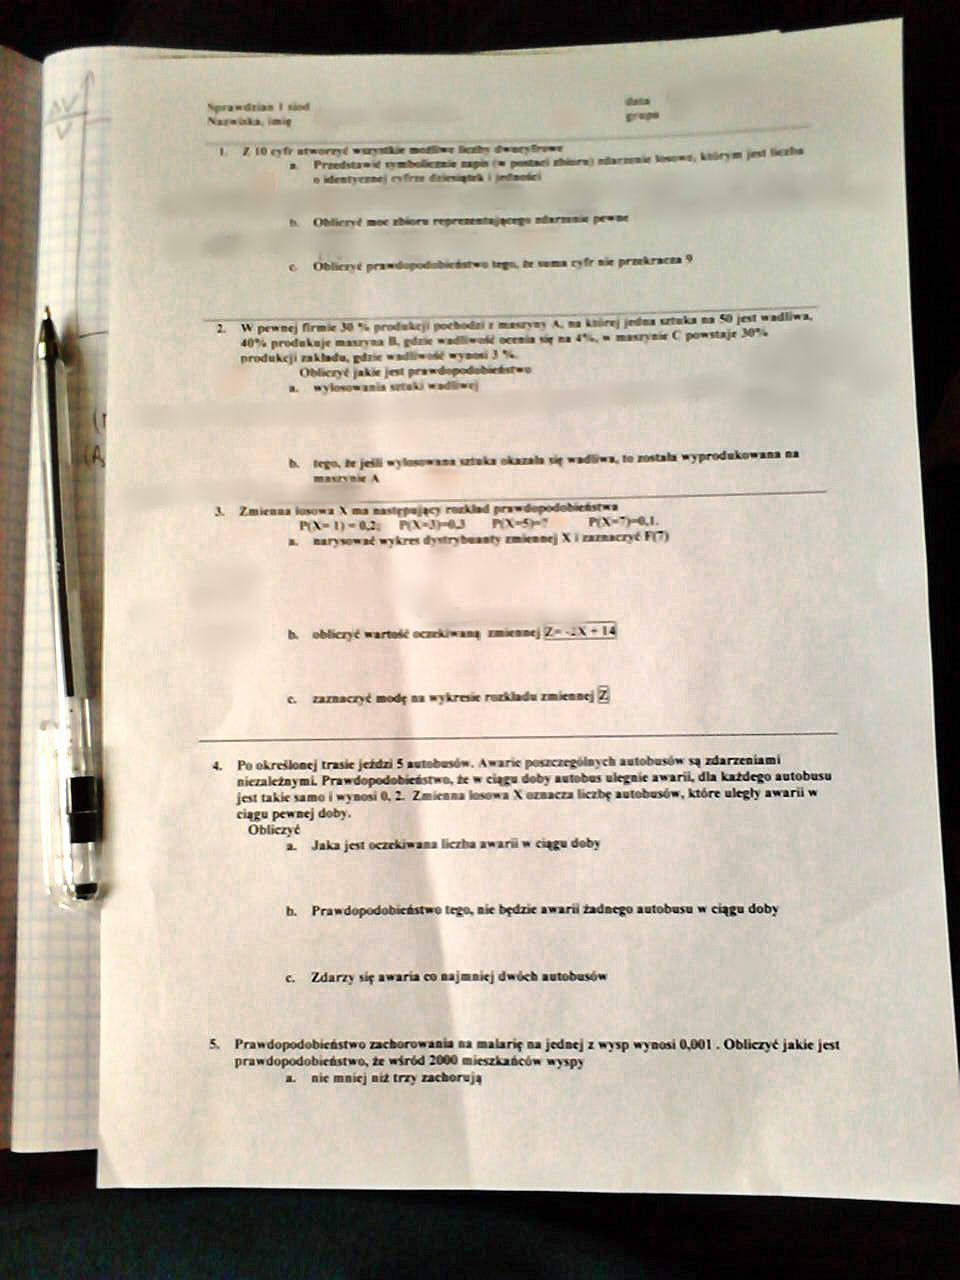 Sprawdzian 1 siod
data
Nazwiska, imię
grupa
1. Z 10 cyfr utworzyć wszystkie możliwe liczby dwucyfrowe
a. Przedstawić symbolicznie zapis (w postaci zbioru) zdarzenie losowe, którym jest liczba
o identycznej cyfrze dziesiątek i jedności
b. Obliczyć moc zbioru reprezentującego zdarzenie pewne
c. Obliczyć prawdopodobieństwo tego, że suma cyfr nie przekracza 9
2. W pewnej firmie 30 % produkcji pochodzi z maszyny A, na której jedna sztuka na 50 jest wadliwa,
40% produkuje maszyna B, gdzie wadliwość ocenia się na 4%, w maszynie C powstaje 30%
produkcji zakładu, gdzie wadliwość wynosi 3 %.
Obliczyć jakie jest prawdopodobieństwo
a. wylosowania sztuki wadliwej
b. tego, że jeśli wylosowana sztuka okazała się wadliwa, to została wyprodukowana na
maszynie A
3. Zmienna losowa X ma następujący rozkład prawdopodobieństwa
P(X= 1) = 0,2; P(X=3)=0,3 P(X=5)=? P(X=7)=0,1.
a. narysować wykres dystrybuanty zmiennej X i zaznaczyć F(7)
b. obliczyć wartość oczekiwaną zmiennej Z= -2X + 14
c. zaznaczyć modę na wykresie rozkładu zmiennej Z
4. Po określonej trasie jeździ 5 autobusów. Awarie poszczególnych autobusów są zdarzeniami
niezależnymi. Prawdopodobieństwo, że w ciągu doby autobus ulegnie awarii, dla każdego autobusu
jest takie samo i wynosi 0, 2. Zmienna losowa X oznacza liczbę autobusów, które uległy awarii w
ciągu pewnej doby.
Obliczyć
a. Jaka jest oczekiwana liczba awarii w ciągu doby
b. Prawdopodobieństwo tego, nie będzie awarii żadnego autobusu w ciągu doby
c. Zdarzy się awaria co najmniej dwóch autobusów
5. Prawdopodobieństwo zachorowania na malarię na jednej z wysp wynosi 0,001 . Obliczyć jakie jest
prawdopodobieństwo, że wśród 2000 mieszkańców wyspy
a. nie mniej niż trzy zachorują